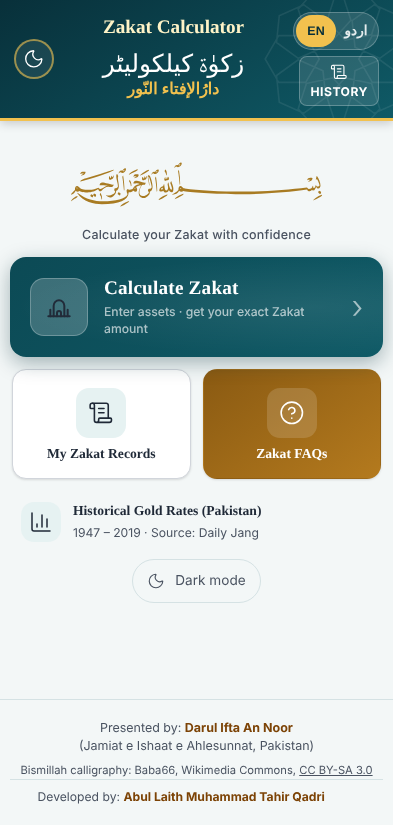 Zakat Calculator
زکوٰۃ کیلکولیٹر
دارُالإفتاء النّور
EN
اردو
HISTORY
بسم الله الرحمن الرحيم
Calculate your Zakat with confidence
Calculate Zakat
Enter assets · get your exact Zakat
amount
My Zakat Records
Zakat FAQs
Historical Gold Rates (Pakistan)
1947 – 2019 · Source: Daily Jang
Dark mode
Presented by: Darul Ifta An Noor
(Jamiat e Ishaat e Ahlesunnat, Pakistan)
Bismillah calligraphy: Baba66, Wikimedia Commons, CC BY-SA 3.0
Developed by: Abul Laith Muhammad Tahir Qadri